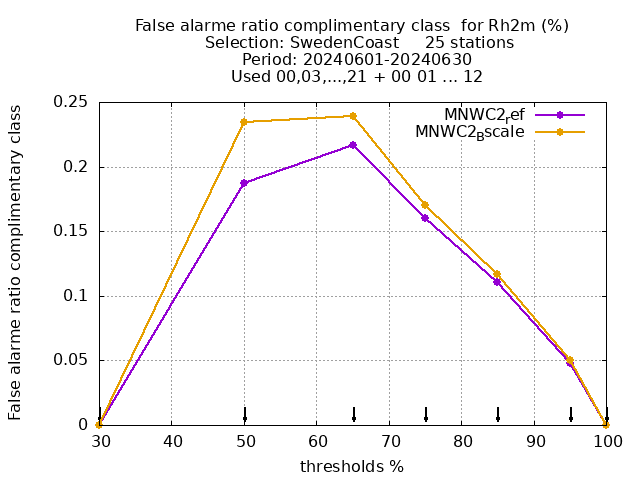 False alarme ratio complimentary class  for Rh2m (%)
Selection: SwedenCoast     25 stations
Period: 20240601-20240630
Used 00,03,...,21 + 00 01 ... 12
False alarme ratio complimentary class
0.25
0.2
0.15
0.1
0.05
0
MNWC2ref
MNWC2Bscale
30 40 50 60 70 80 90 100
thresholds %